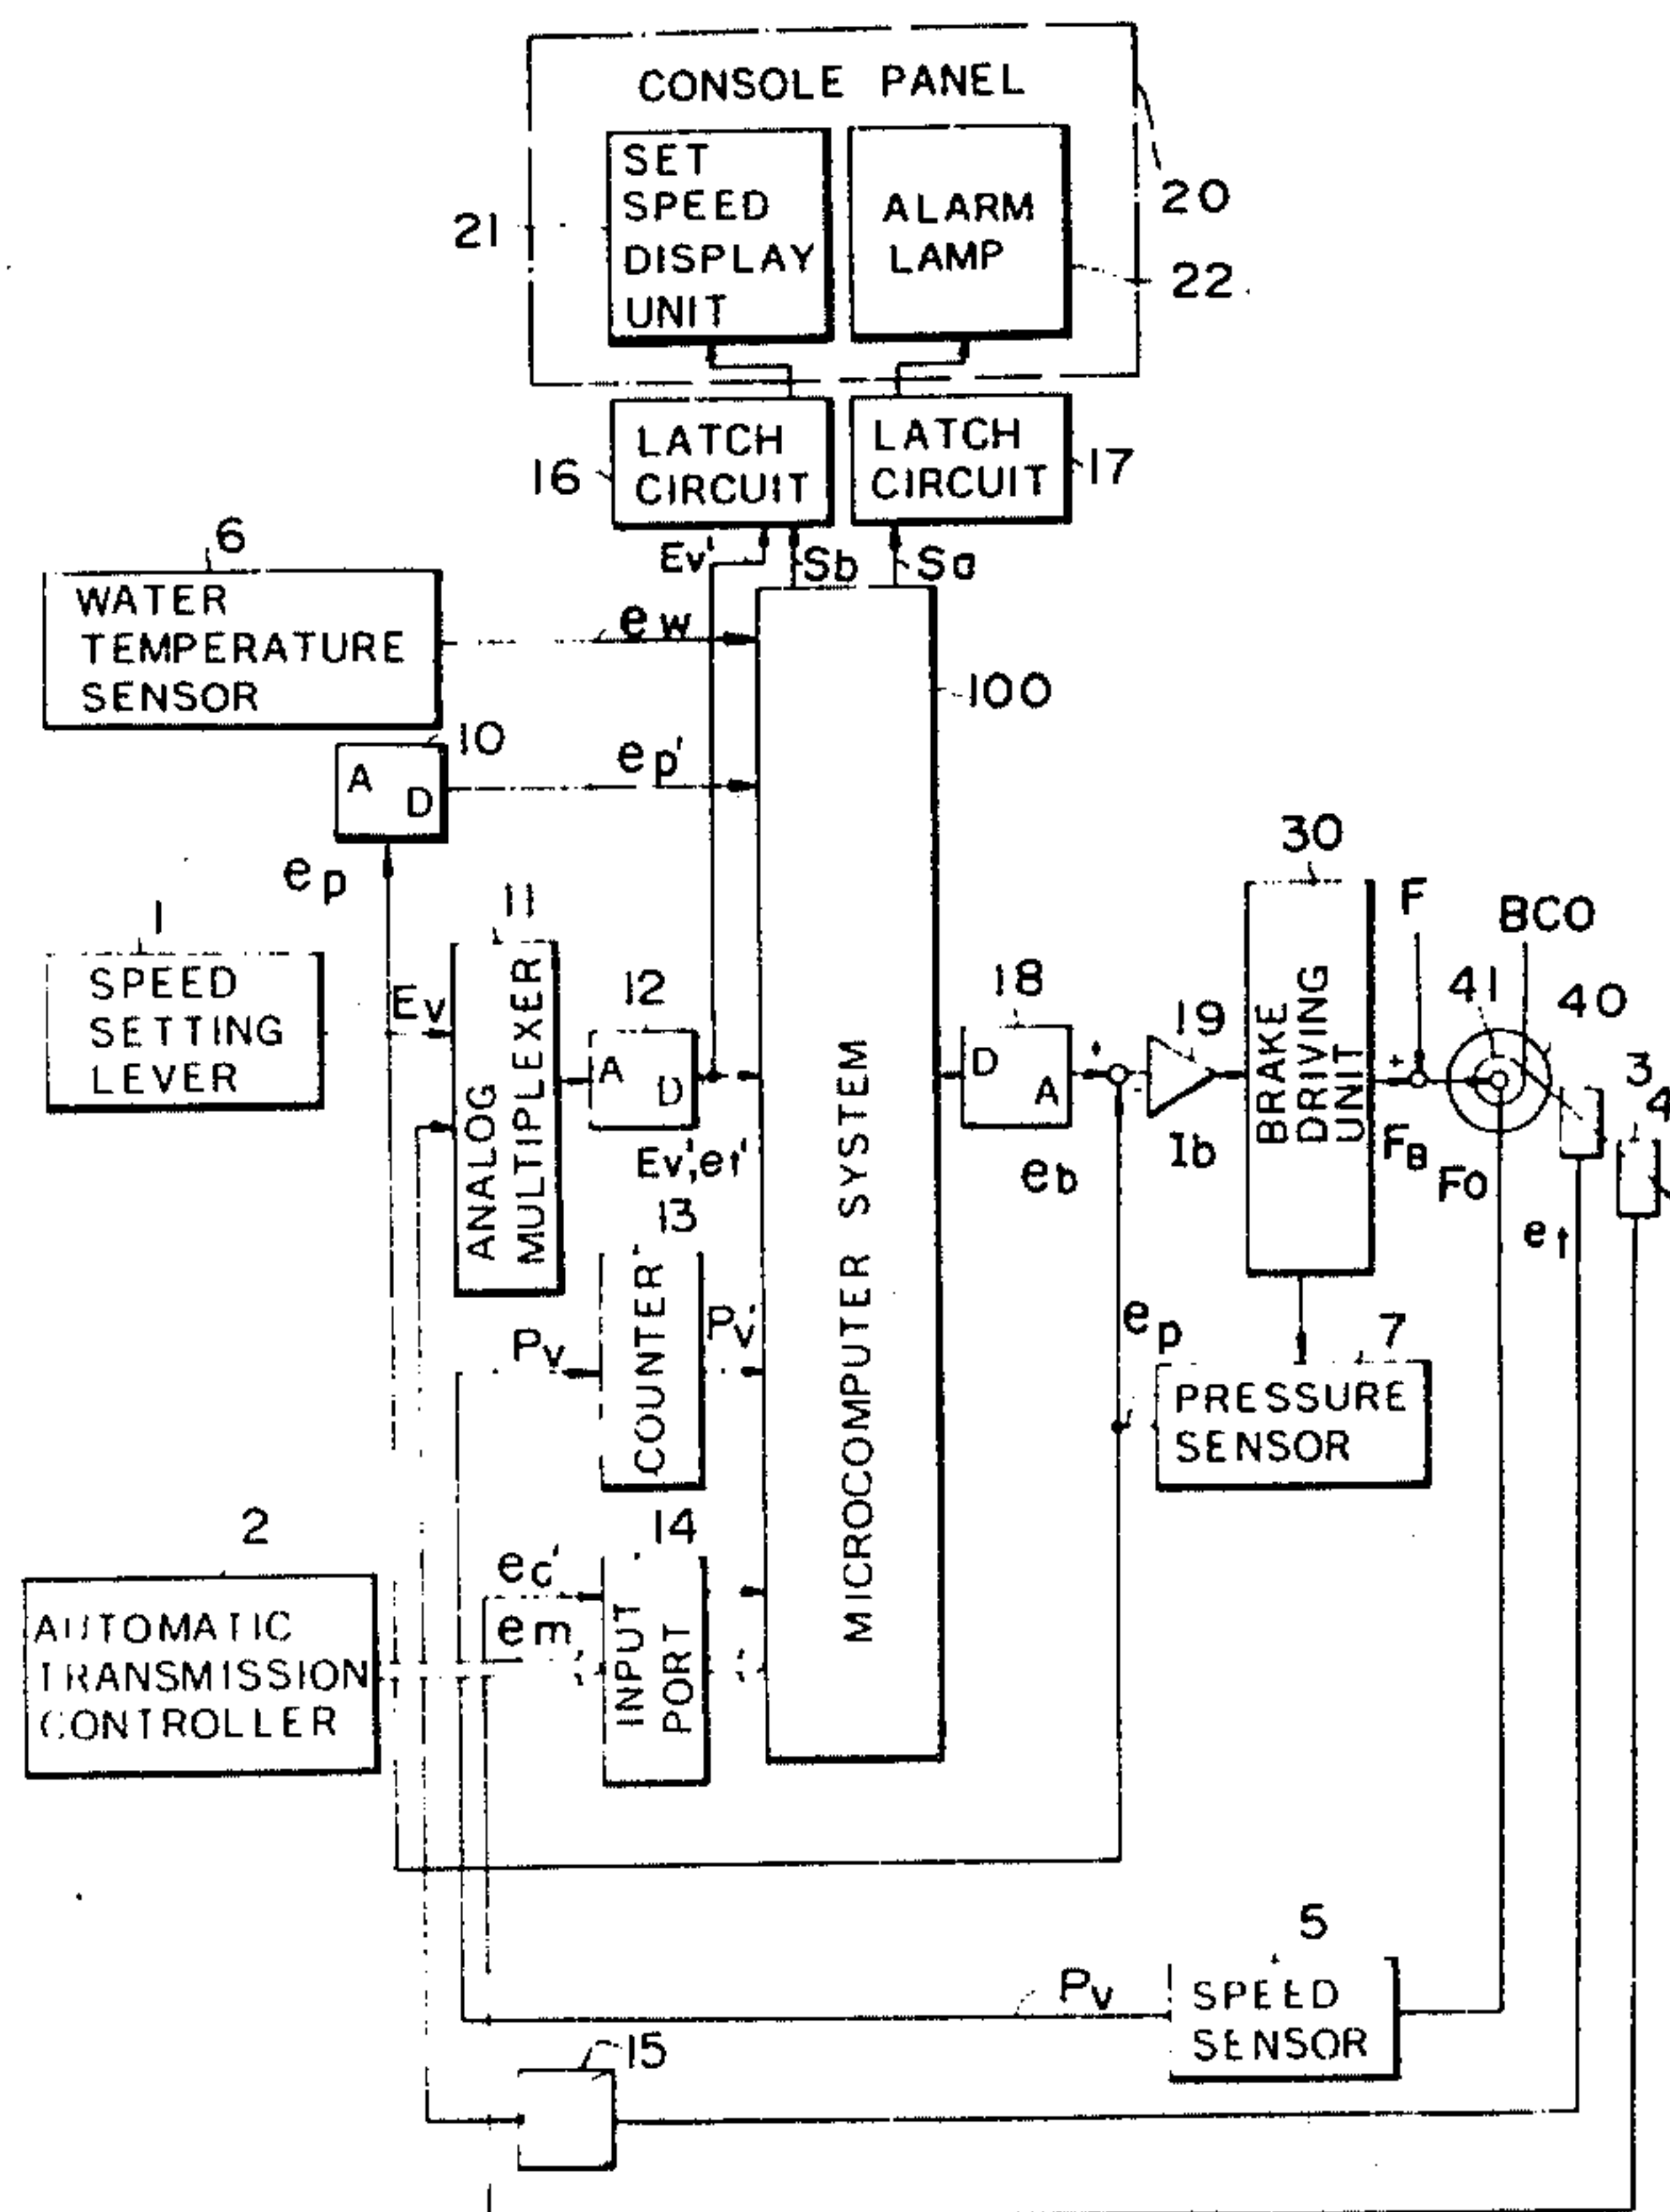 CONSOLE PANEL
SET
SPEED
DISPLAY
UNIT
ALARM
LAMP
20
21
22
LATCH
CIRCUIT
16
LATCH
CIRCUIT
17
Ev'
Sb
Sa
6
WATER
TEMPERATURE
SENSOR
ew
100
10
A
D
ep'
ep
1
SPEED
SETTING
LEVER
Ev
11
ANALOG
MULTIPLEXER
12
A
D
Ev',et'
MICROCOMPUTER SYSTEM
18
D
A
eb
+
-
19
Ib
30
BRAKE
DRIVING
UNIT
F
+
FB
FO
BCO
41
40
3
4
et
13
COUNTER
Pv
Pv'
ep
7
PRESSURE
SENSOR
2
AUTOMATIC
TRANSMISSION
CONTROLLER
ec'
em
14
INPUT
PORT
5
SPEED
SENSOR
Pv
15